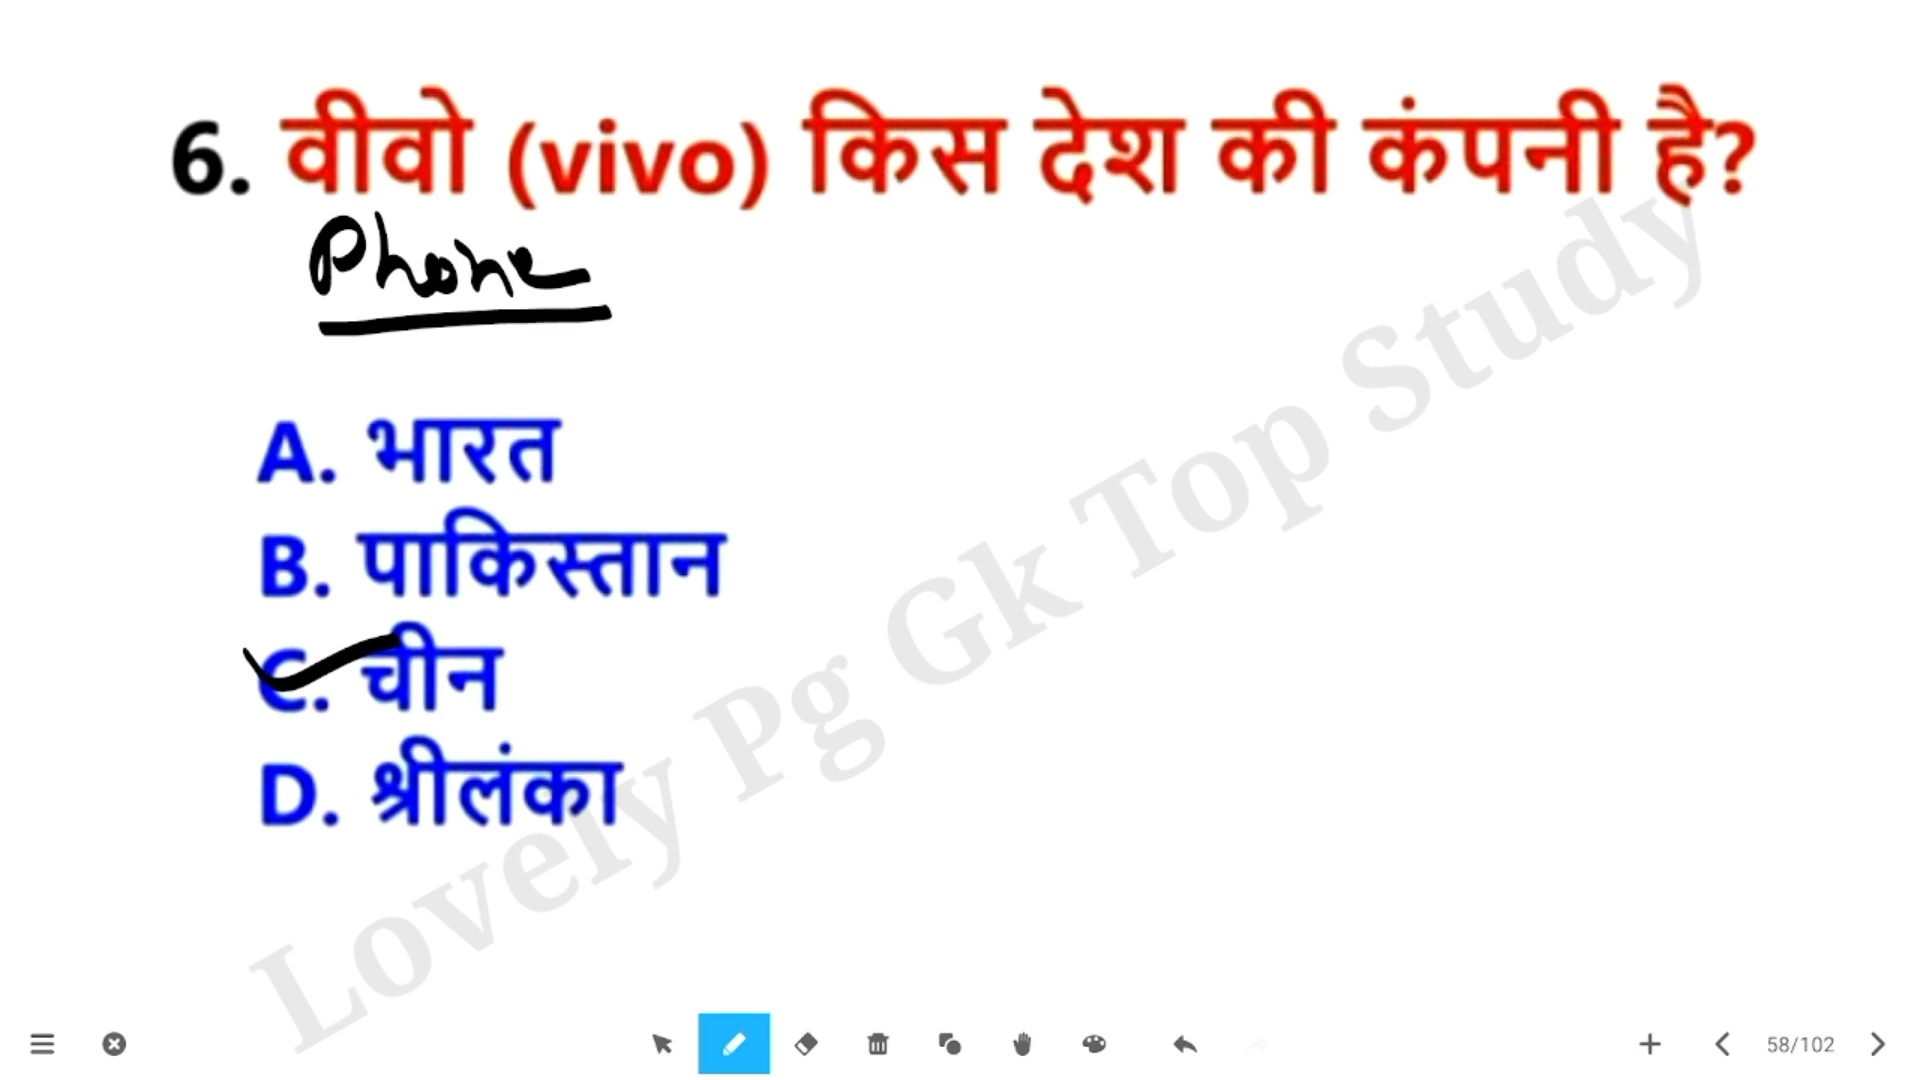 6. वीवो (vivo) किस देश की कंपनी है?
Phone
A. भारत
B. पाकिस्तान
C. चीन
D. श्रीलंका
Lovely Pg Gk Top Study
58/102